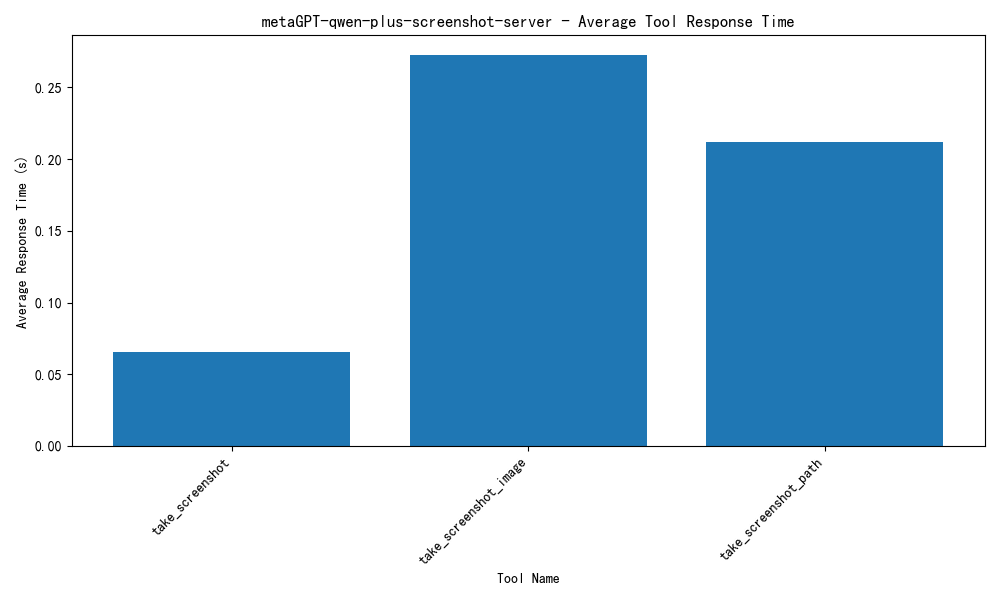 metaGPT-qwen-plus-screenshot-server - Average Tool Response Time
Average Response Time (s)
0.25
0.20
0.15
0.10
0.05
0.00
take_screenshot
take_screenshot_image
take_screenshot_path
Tool Name